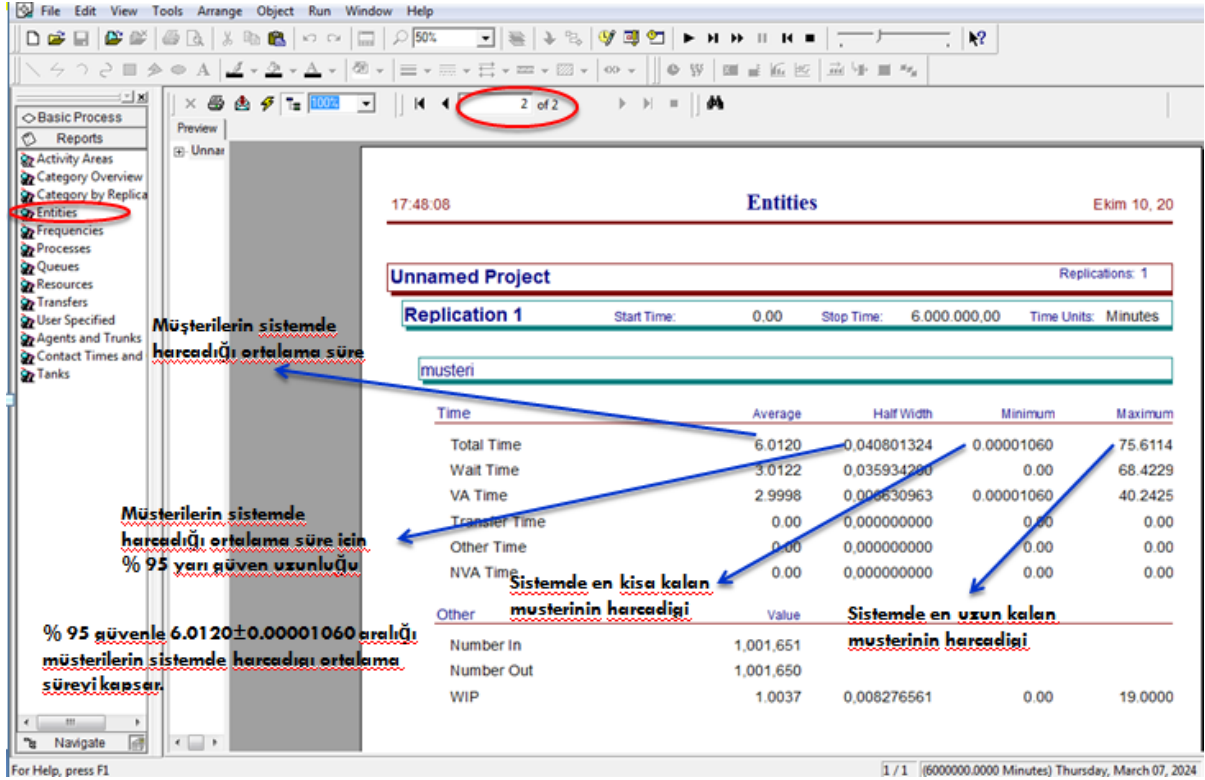 File Edit View Tools Arrange Object Run Window Help
50%
100%
2 of 2
Basic Process
Reports
Activity Areas
Category Overview
Category by Replica
Entities
Frequencies
Processes
Queues
Resources
Transfers
User Specified
Agents and Trunks
Contact Times and
Tanks
Navigate
Preview
Unnar
17:48:08 Entities Ekim 10, 20
Unnamed Project Replications: 1
Replication 1 Start Time: 0,00 Stop Time: 6.000.000,00 Time Units: Minutes
musteri
Time Average Half Width Minimum Maximum
Total Time 6.0120 0,040801324 0.00001060 75.6114
Wait Time 3.0122 0,035934200 0.00 68.4229
VA Time 2.9998 0,006630963 0.00001060 40.2425
Transfer Time 0.00 0,000000000 0.00 0.00
Other Time 0.00 0,000000000 0.00 0.00
NVA Time 0.00 0,000000000 0.00 0.00
Other Value
Number In 1,001,651
Number Out 1,001,650
WIP 1.0037 0,008276561 0.00 19.0000
Müşterilerin sistemde
harcadığı ortalama süre
Müsterilerin sistemde
harcadığı ortalama süre için
% 95 yarı güven uzunluğu
Sistemde en kisa kalan
musterinin harcadigi
Sistemde en uzun kalan
musterinin harcadigi
% 95 güvenle 6.0120±0.00001060 aralığı
müsterilerin sistemde harcadıgı ortalama
süreyi kapsar.
For Help, press F1
1 / 1 (6000000.0000 Minutes) Thursday, March 07, 2024